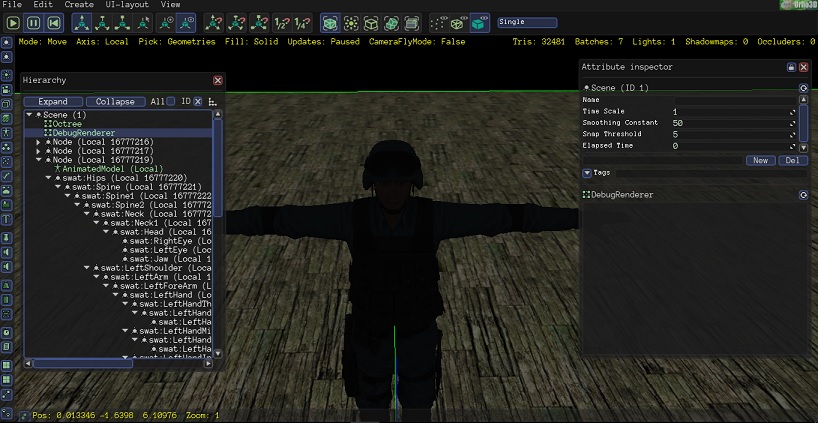 File Edit Create UI-layout View
Urho3D
Single
Mode: Move Axis: Local Pick: Geometries Fill: Solid Updates: Paused CameraFlyMode: False Tris: 32481 Batches: 7 Lights: 1 Shadowmaps: 0 Occluders: 0
Hierarchy
Expand Collapse All ID
Scene (1)
Octree
DebugRenderer
Node (Local 16777216)
Node (Local 16777217)
Node (Local 16777219)
AnimatedModel (Local)
swat:Hips (Local 16777220)
swat:Spine (Local 16777221)
swat:Spine1 (Local 16777222
swat:Spine2 (Local 167772
swat:Neck (Local 167772
swat:Neck1 (Local 167
swat:Head (Local 16
swat:RightEye (Lo
swat:LeftEye (Loc
swat:Jaw (Local 1
swat:LeftShoulder (Loca
swat:LeftArm (Local 1
swat:LeftForeArm (L
swat:LeftHand (Lo
swat:LeftHandTh
swat:LeftHand
swat:LeftHa
swat:LeftHandMi
swat:LeftHand
swat:LeftHa
swat:LeftHandIn
Attribute inspector
Scene (ID 1)
Name
Time Scale 1
Smoothing Constant 50
Snap Threshold 5
Elapsed Time 0
New Del
Tags
DebugRenderer
Pos: 0.013346 -1.6398 6.10976 Zoom: 1